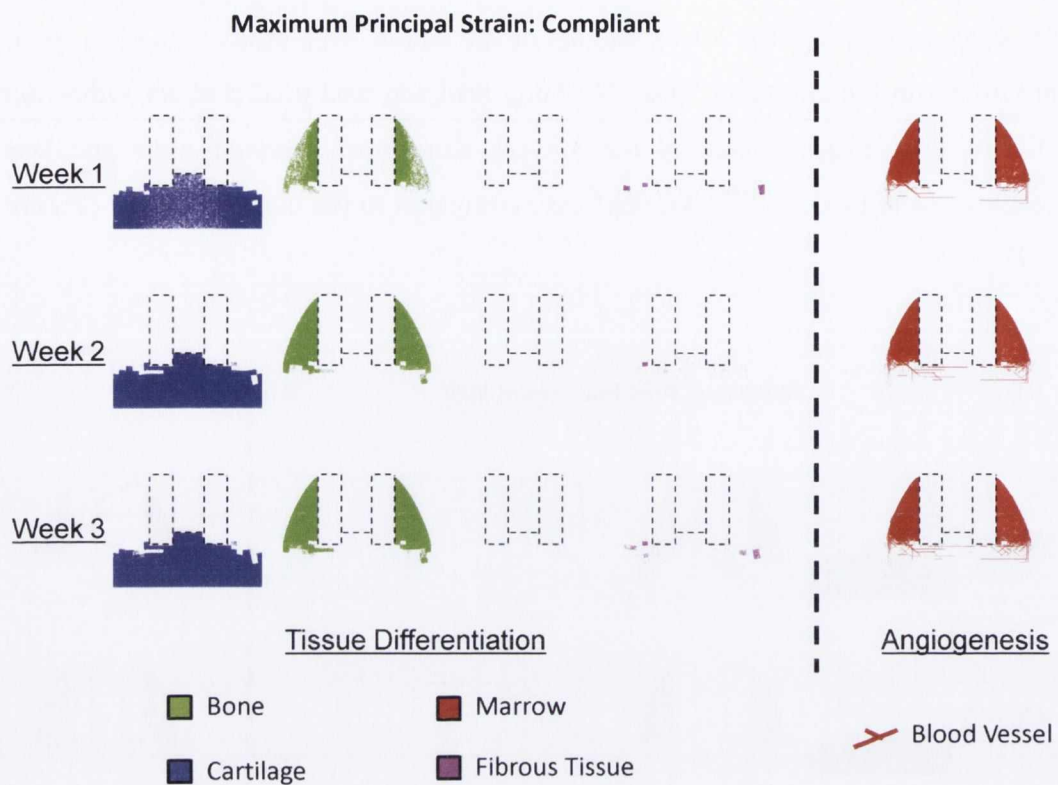 Maximum Principal Strain: Compliant
Week 1
Week 2
Week 3
Tissue Differentiation
Angiogenesis
Bone
Marrow
Cartilage
Fibrous Tissue
Blood Vessel